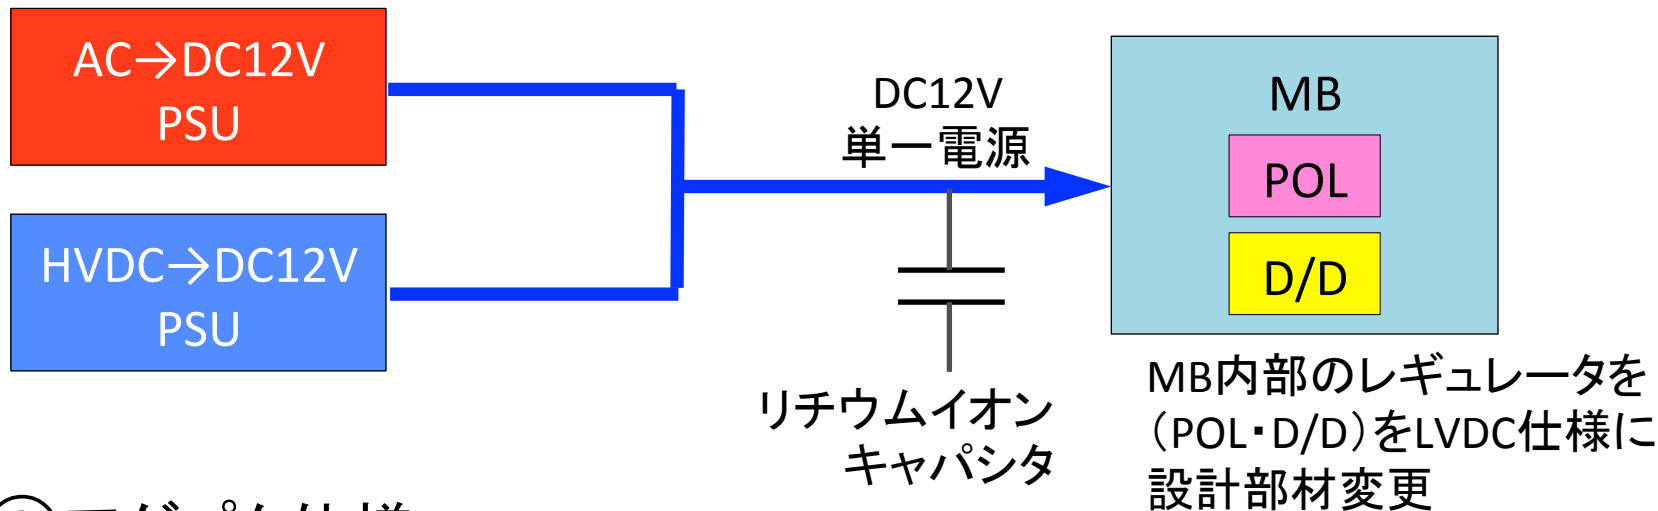 AC→DC12V
PSU
HVDC→DC12V
PSU
DC12V
単一電源
リチウムイオン
キャパシタ
MB
POL
D/D
MB内部のレギュレータを
（POL・D/D）をLVDC仕様に
設計部材変更